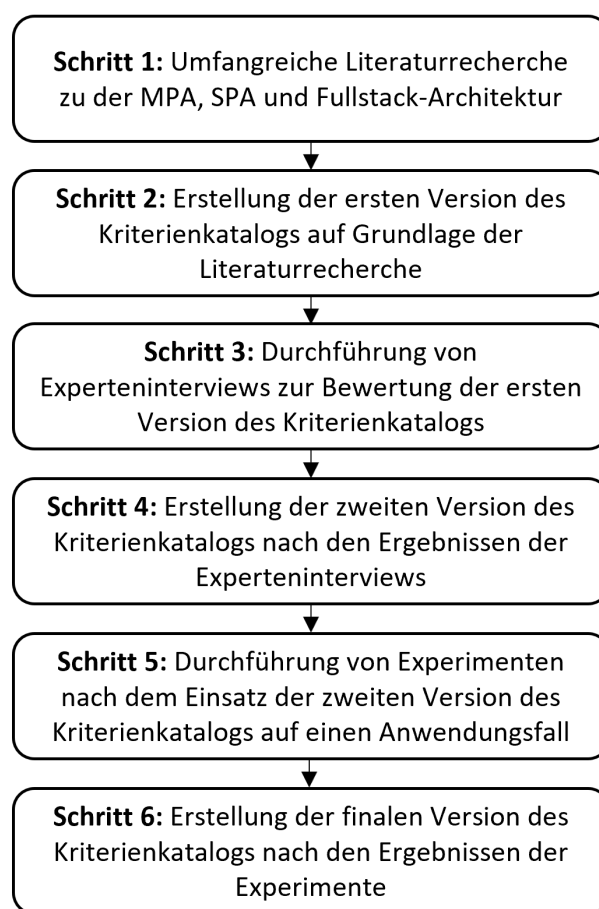 Schritt 1: Umfangreiche Literaturrecherche
zu der MPA, SPA und Fullstack-Architektur
Schritt 2: Erstellung der ersten Version des
Kriterienkatalogs auf Grundlage der
Literaturrecherche
Schritt 3: Durchführung von
Experteninterviews zur Bewertung der ersten
Version des Kriterienkatalogs
Schritt 4: Erstellung der zweiten Version des
Kriterienkatalogs nach den Ergebnissen der
Experteninterviews
Schritt 5: Durchführung von Experimenten
nach dem Einsatz der zweiten Version des
Kriterienkatalogs auf einen Anwendungsfall
Schritt 6: Erstellung der finalen Version des
Kriterienkatalogs nach den Ergebnissen der
Experimente